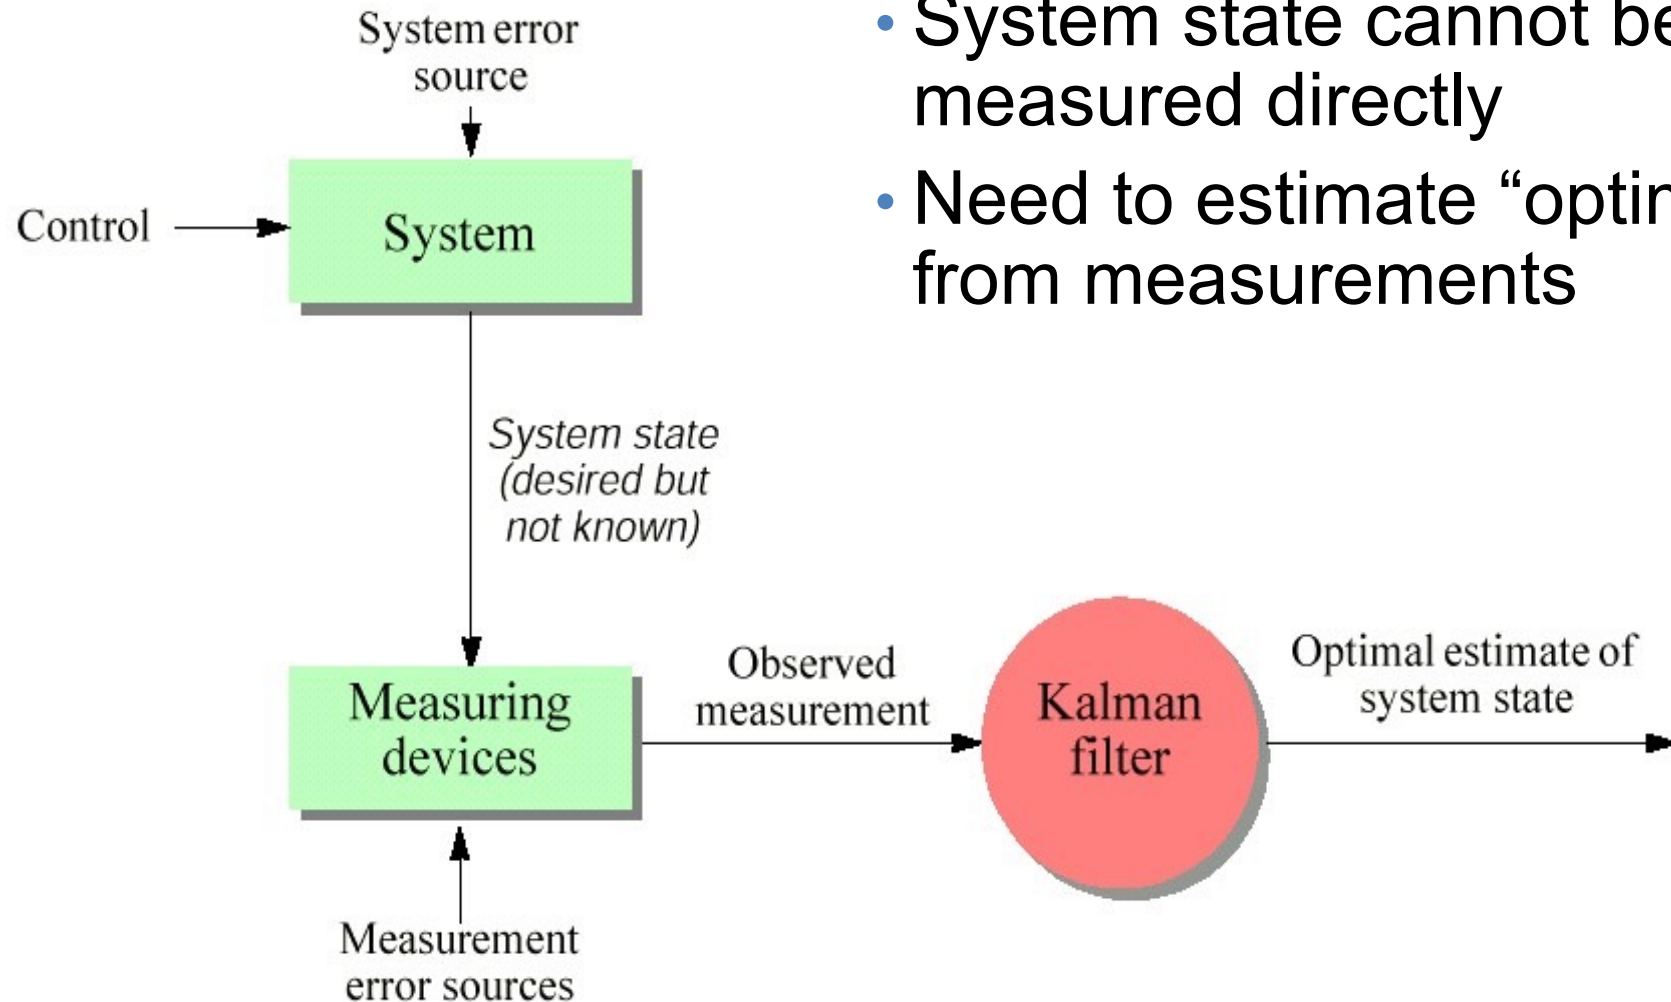 System error
source
Control
System
System state
(desired but
not known)
Measuring
devices
Measurement
error sources
Observed
measurement
Kalman
filter
Optimal estimate of
system state
• System state cannot be
measured directly
• Need to estimate “optim
from measurements